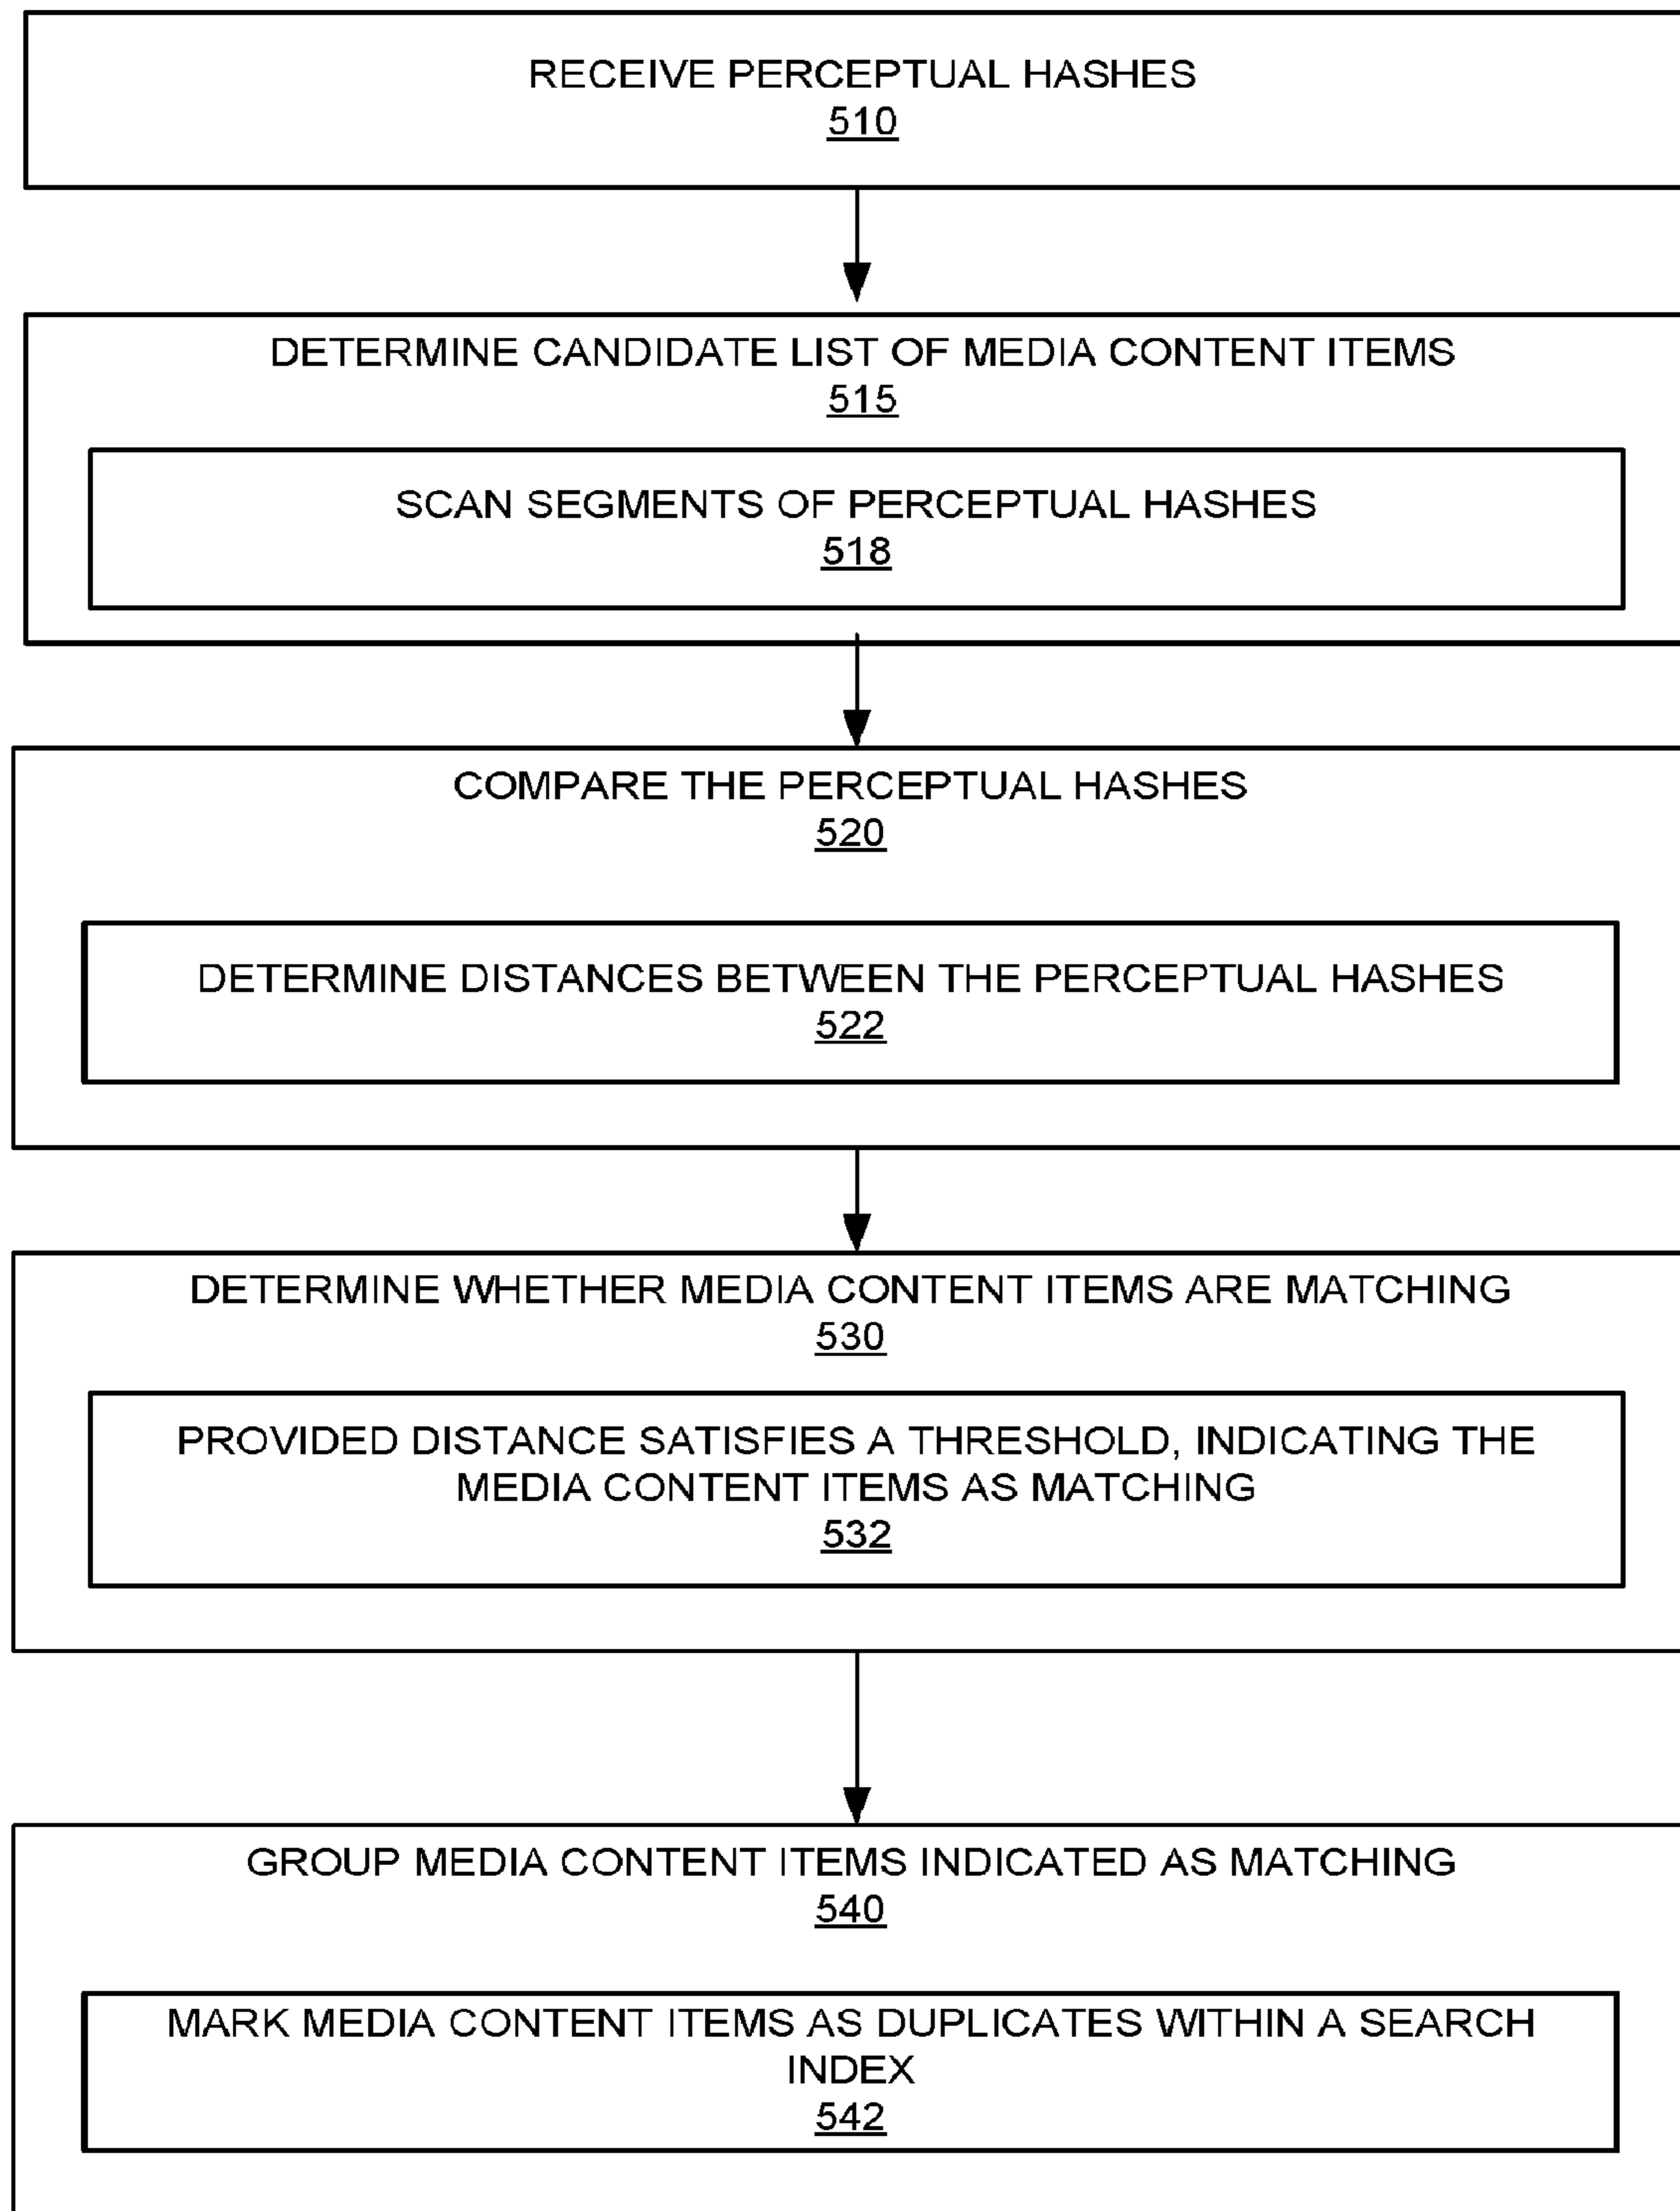 RECEIVE PERCEPTUAL HASHES
510
DETERMINE CANDIDATE LIST OF MEDIA CONTENT ITEMS
515
SCAN SEGMENTS OF PERCEPTUAL HASHES
518
COMPARE THE PERCEPTUAL HASHES
520
DETERMINE DISTANCES BETWEEN THE PERCEPTUAL HASHES
522
DETERMINE WHETHER MEDIA CONTENT ITEMS ARE MATCHING
530
PROVIDED DISTANCE SATISFIES A THRESHOLD, INDICATING THE
MEDIA CONTENT ITEMS AS MATCHING
532
GROUP MEDIA CONTENT ITEMS INDICATED AS MATCHING
540
MARK MEDIA CONTENT ITEMS AS DUPLICATES WITHIN A SEARCH
INDEX
542